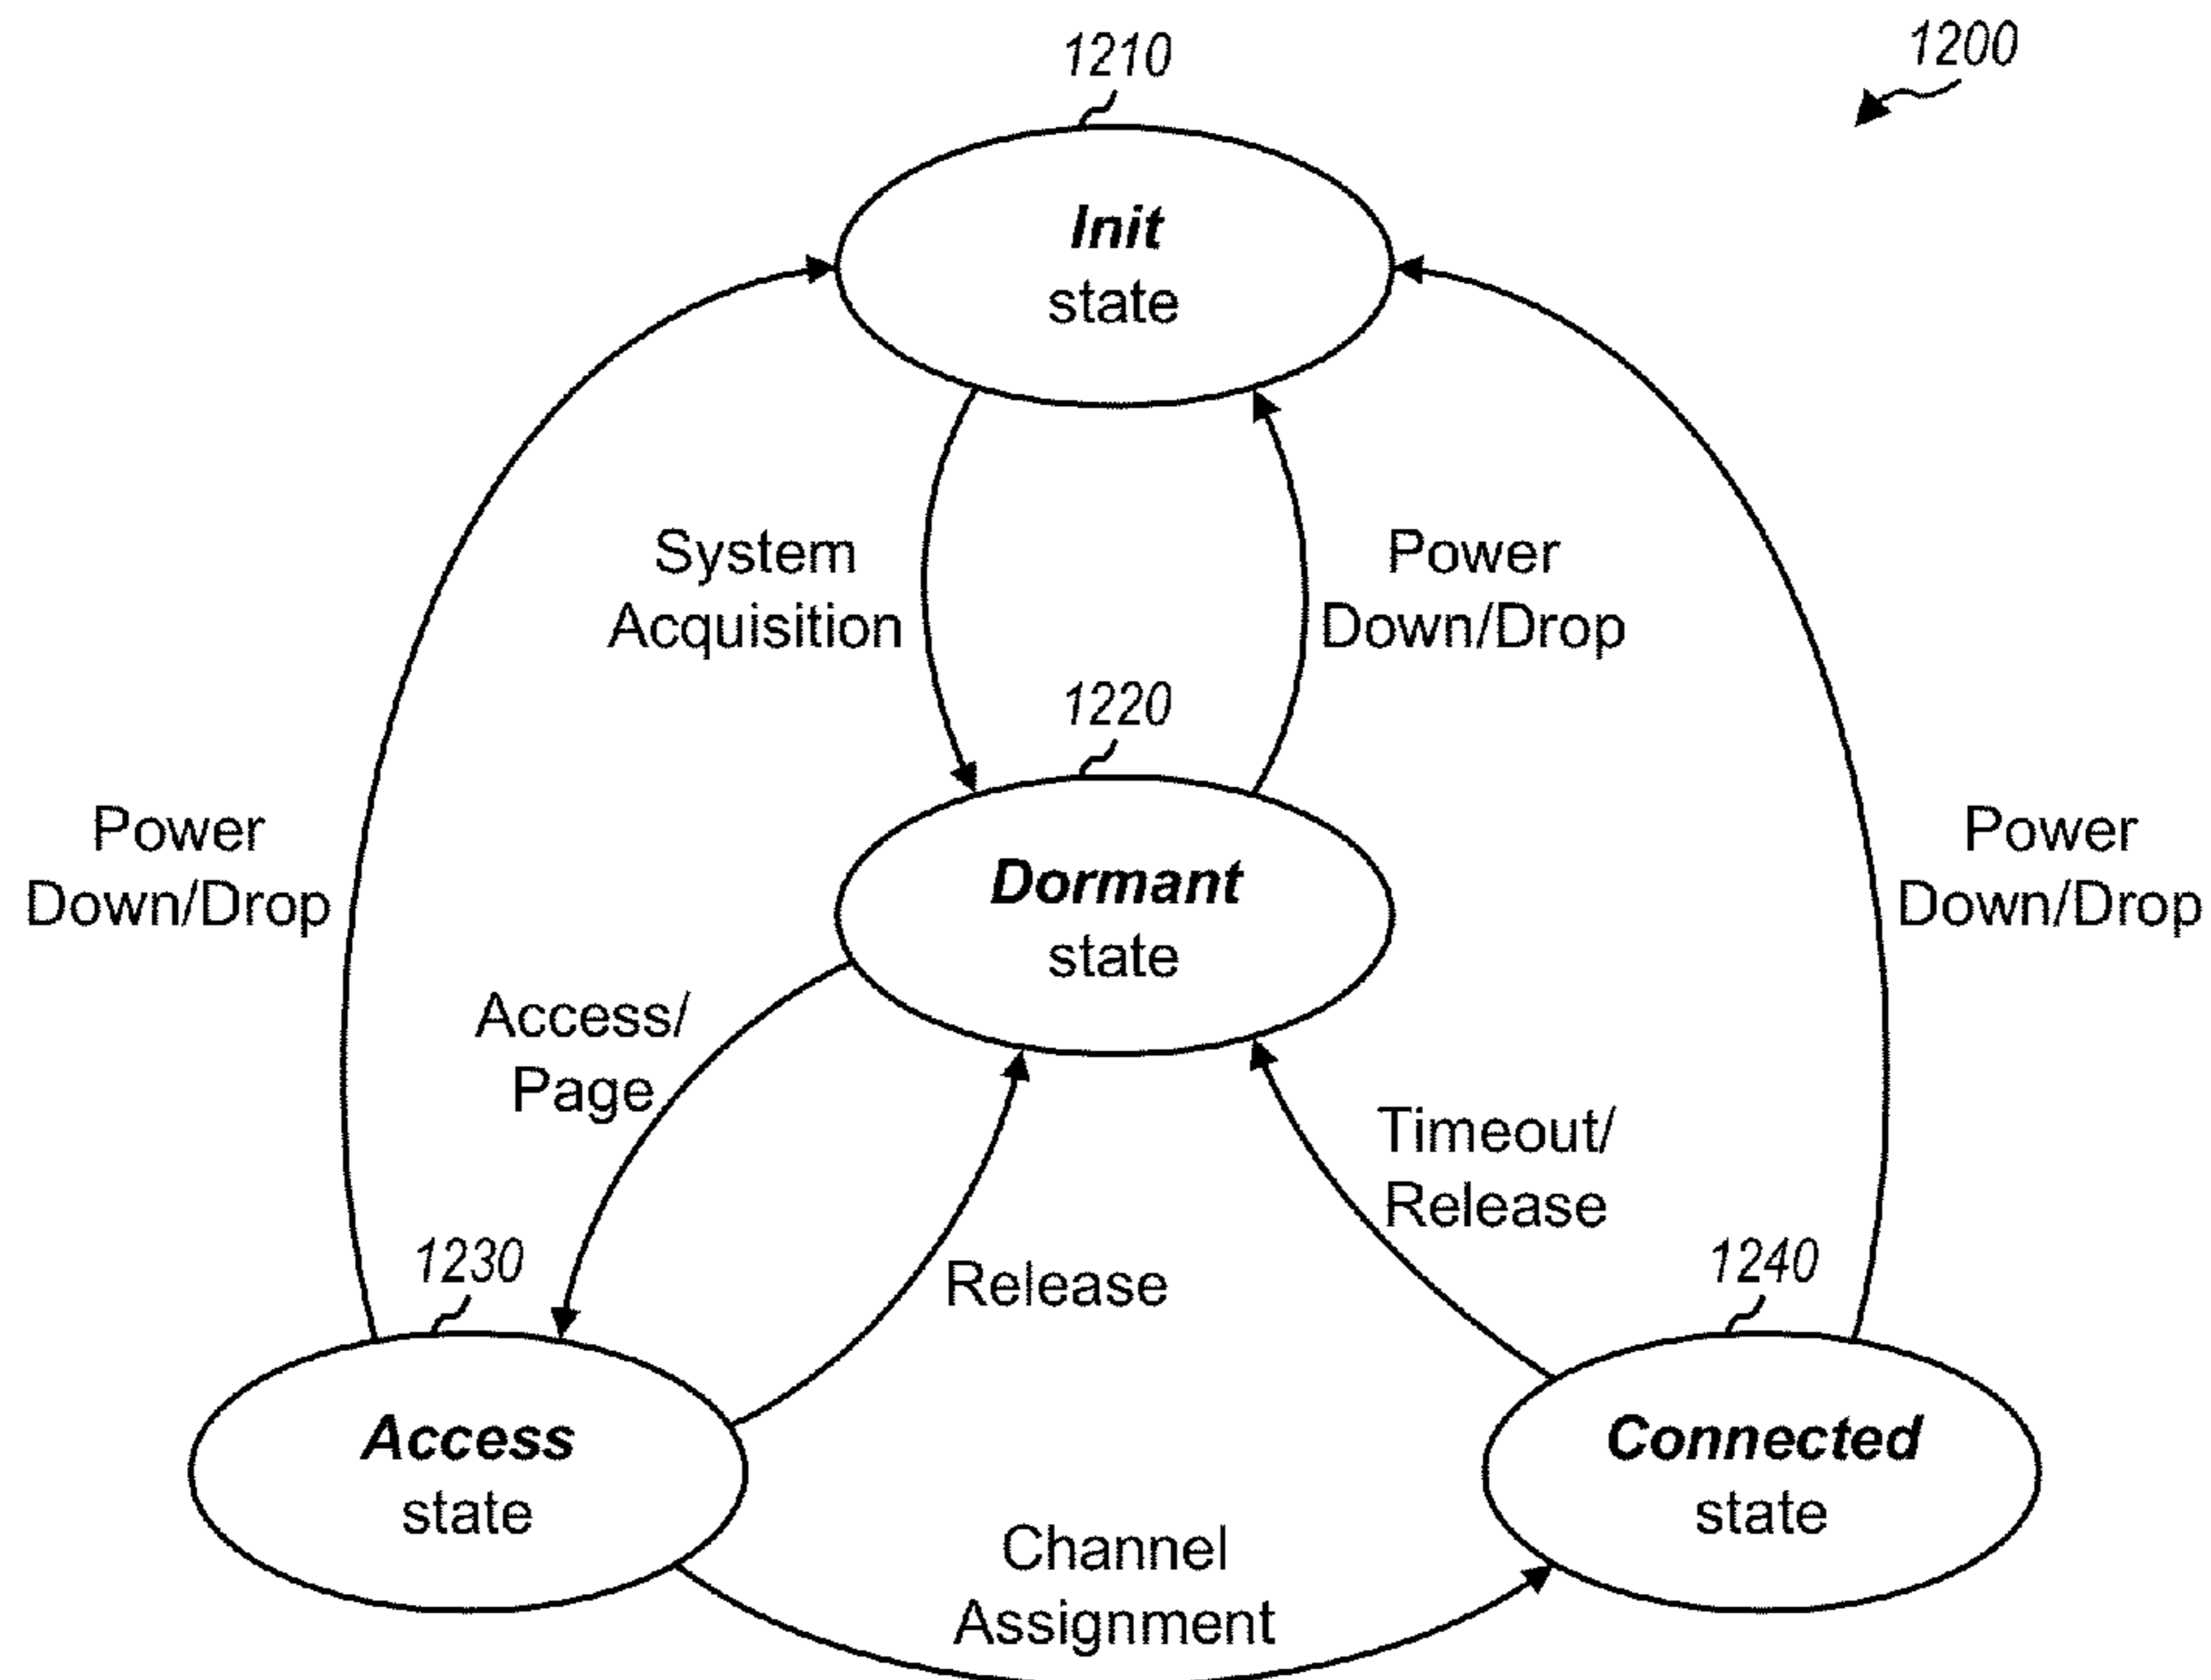 1210
1200
Init
state
System
Acquisition
Power
Down/Drop
1220
Power
Down/Drop
Dormant
state
Power
Down/Drop
Access/
Page
Timeout/
Release
1230
Release
1240
Access
state
Connected
state
Channel
Assignment